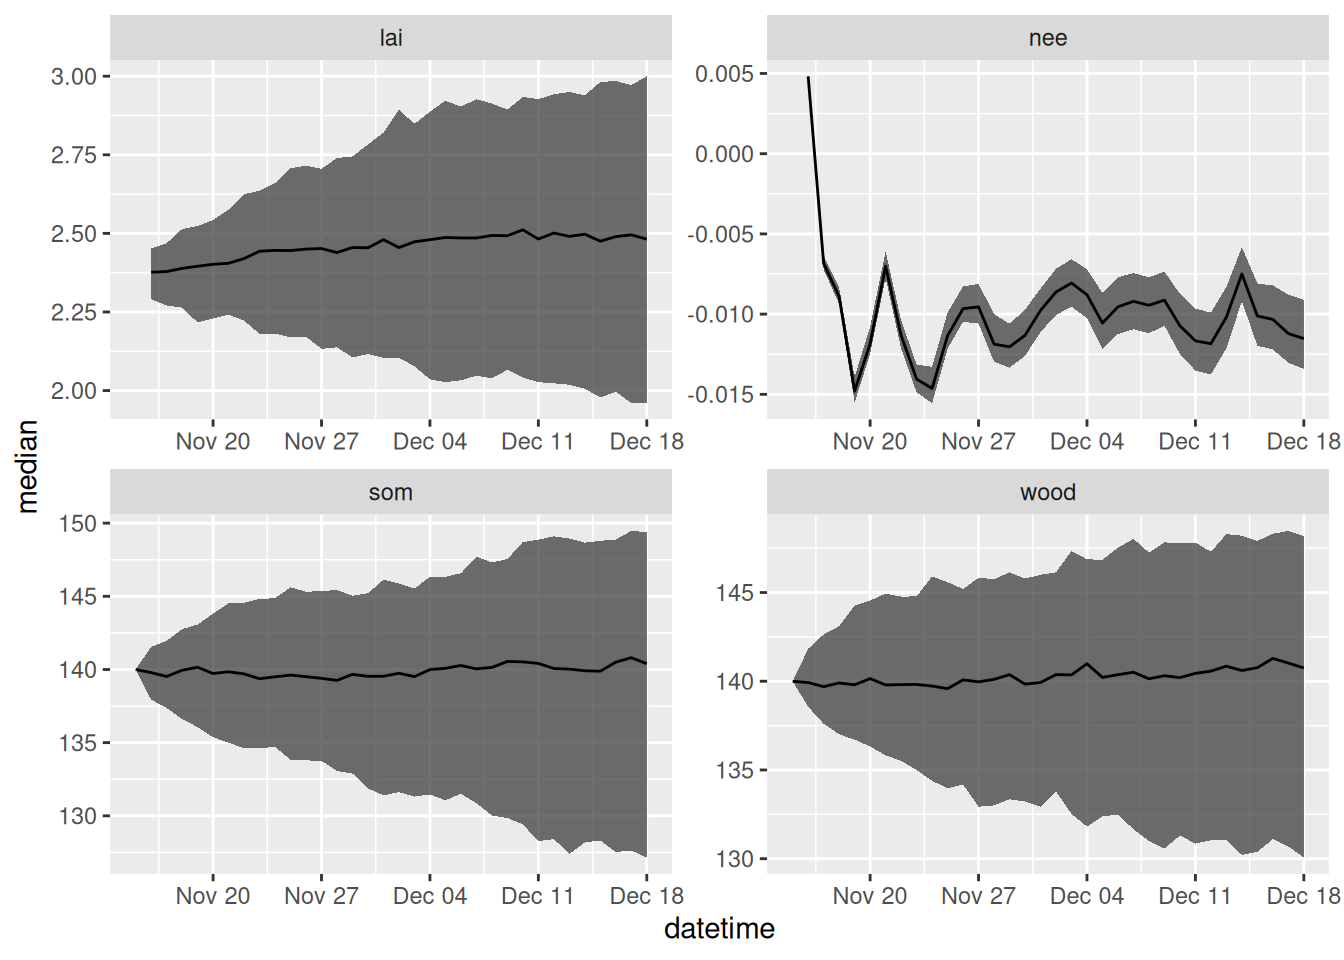 lai
nee
3.00
2.75
2.50
2.25
2.00
0.005
0.000
-0.005
-0.010
-0.015
Nov 20 Nov 27 Dec 04 Dec 11 Dec 18
Nov 20 Nov 27 Dec 04 Dec 11 Dec 18
median
som
wood
150
145
140
135
130
145
140
135
130
Nov 20 Nov 27 Dec 04 Dec 11 Dec 18
Nov 20 Nov 27 Dec 04 Dec 11 Dec 18
datetime